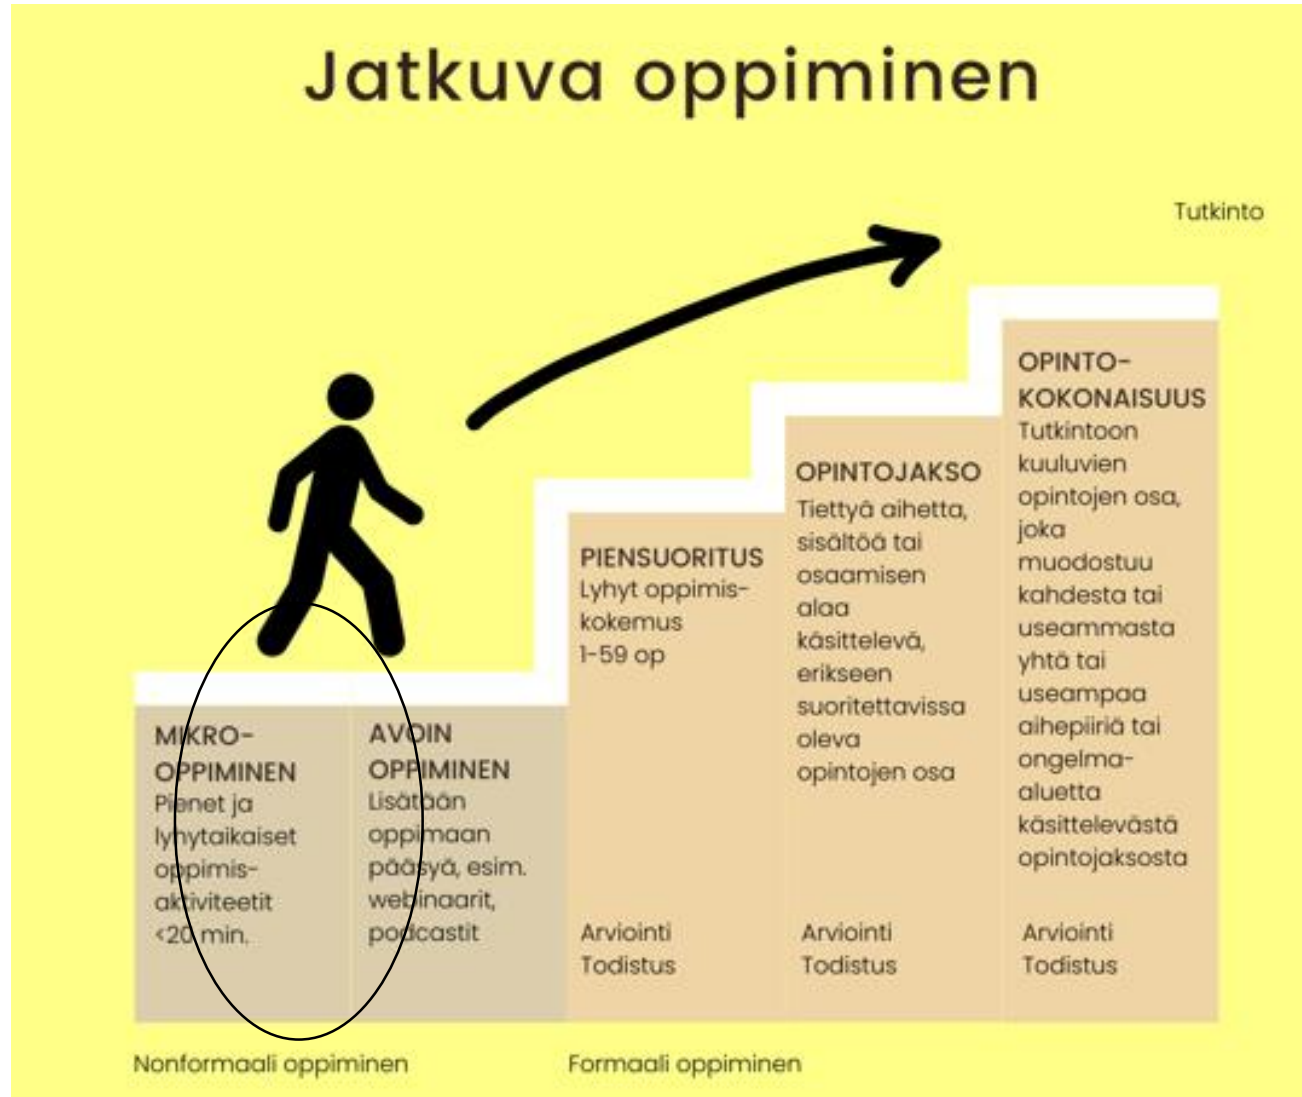 Jatkuva oppiminen
Tutkinto
MIKRO-
OPPIMINEN
Pienet ja
lyhytaikaiset
oppimis-
aktiviteetit
<20 min.
AVOIN
OPPIMINEN
Lisätään
oppimaan
pääsyä, esim.
webinaarit,
podcastit
PIENSUORITUS
Lyhyt oppimis-
kokemus
1-59 op
Arviointi
Todistus
OPINTOJAKSO
Tiettyä aihetta,
sisältöä tai
osaamisen
alaa
käsittelevä,
erikseen
suoritettavissa
oleva
opintojen osa
Arviointi
Todistus
OPINTO-
KOKONAISUUS
Tutkintoon
kuuluvien
opintojen osa,
joka
muodostuu
kahdesta tai
useammasta
yhtä tai
useampaa
aihepiiriä tai
ongelma-
aluetta
käsittelevästä
opintojaksosta
Arviointi
Todistus
Nonformaali oppiminen
Formaali oppiminen